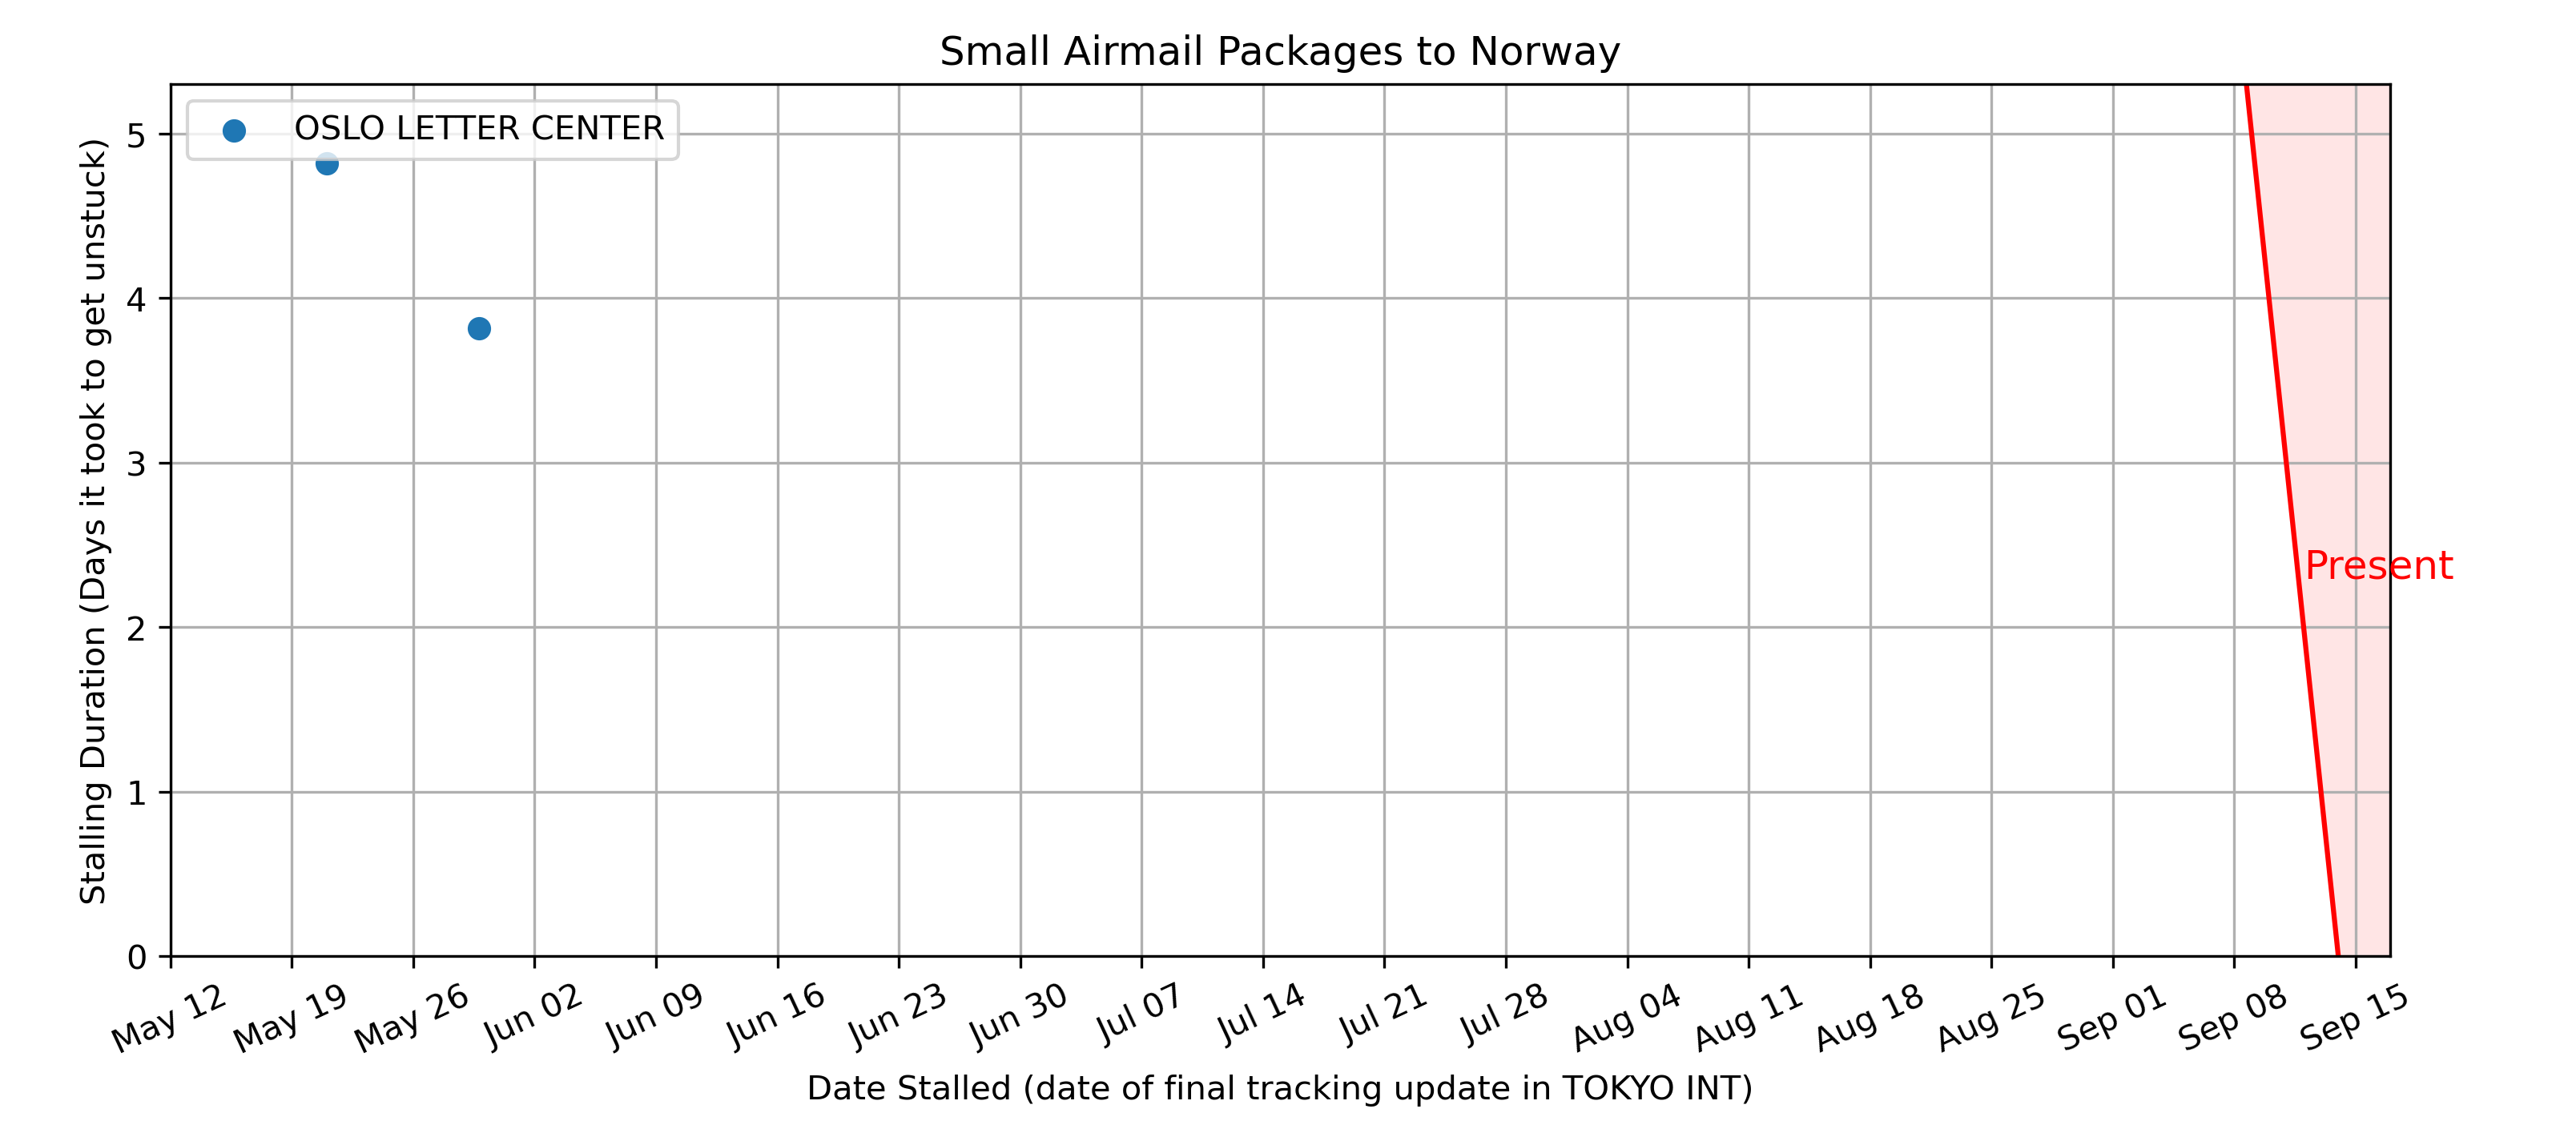 Small Airmail Packages to Norway
OSLO LETTER CENTER
Stalling Duration (Days it took to get unstuck)
5
4
3
2
1
0
Present
May 12
May 19
May 26
Jun 02
Jun 09
Jun 16
Jun 23
Jun 30
Jul 07
Jul 14
Jul 21
Jul 28
Aug 04
Aug 11
Aug 18
Aug 25
Sep 01
Sep 08
Sep 15
Date Stalled (date of final tracking update in TOKYO INT)